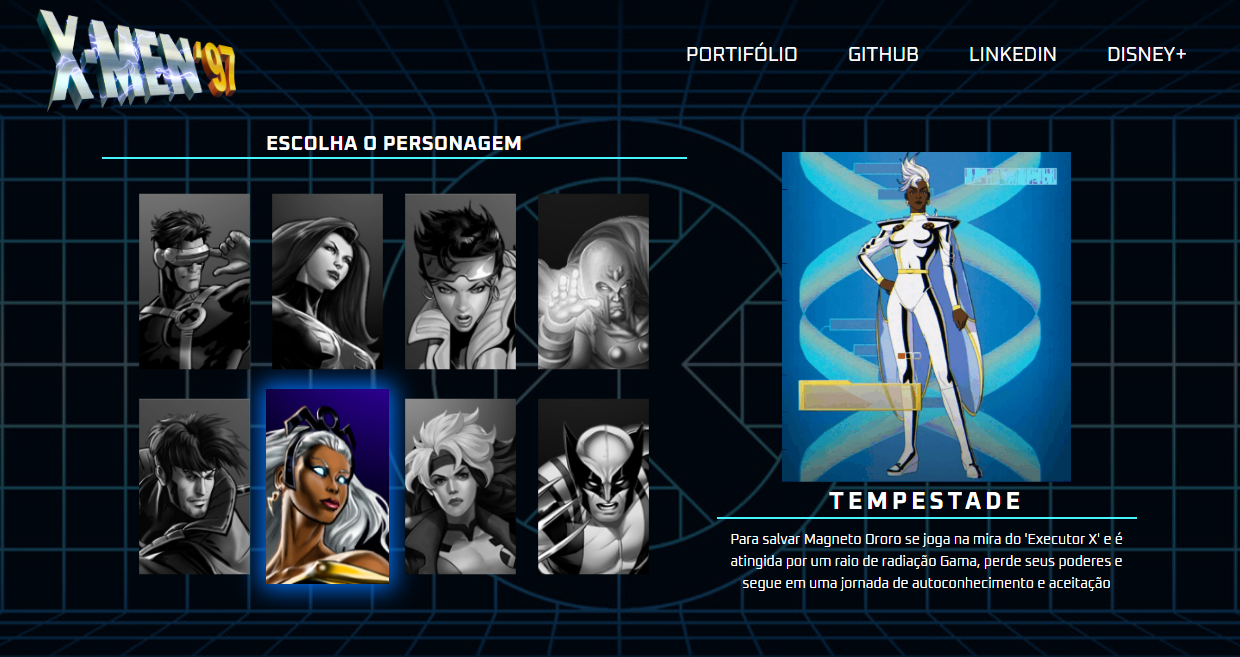 X-MEN'97
PORTIFÓLIO GITHUB LINKEDIN DISNEY+
ESCOLHA O PERSONAGEM
TEMPESTADE
Para salvar Magneto Ororo se joga na mira do 'Executor X' e é
atingida por um raio de radiação Gama, perde seus poderes e
segue em uma jornada de autoconhecimento e aceitação